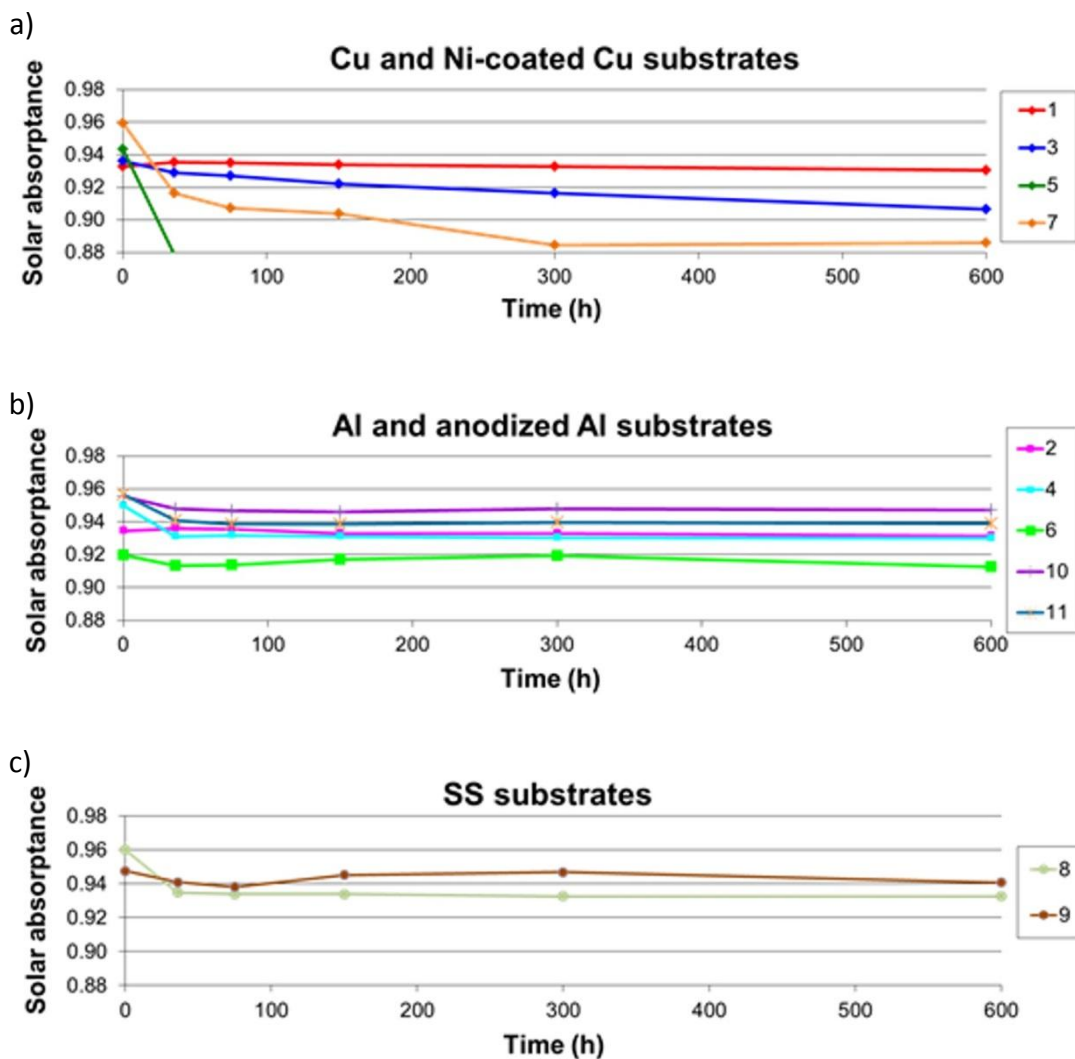 a)
Cu and Ni-coated Cu substrates
Solar absorptance
0.98
0.96
0.94
0.92
0.90
0.88
0 100 200 300 400 500 600
Time (h)
1
3
5
7
b)
Al and anodized Al substrates
Solar absorptance
0.98
0.96
0.94
0.92
0.90
0.88
0 100 200 300 400 500 600
Time (h)
2
4
6
10
11
c)
SS substrates
Solar absorptance
0.98
0.96
0.94
0.92
0.90
0.88
0 100 200 300 400 500 600
Time (h)
8
9